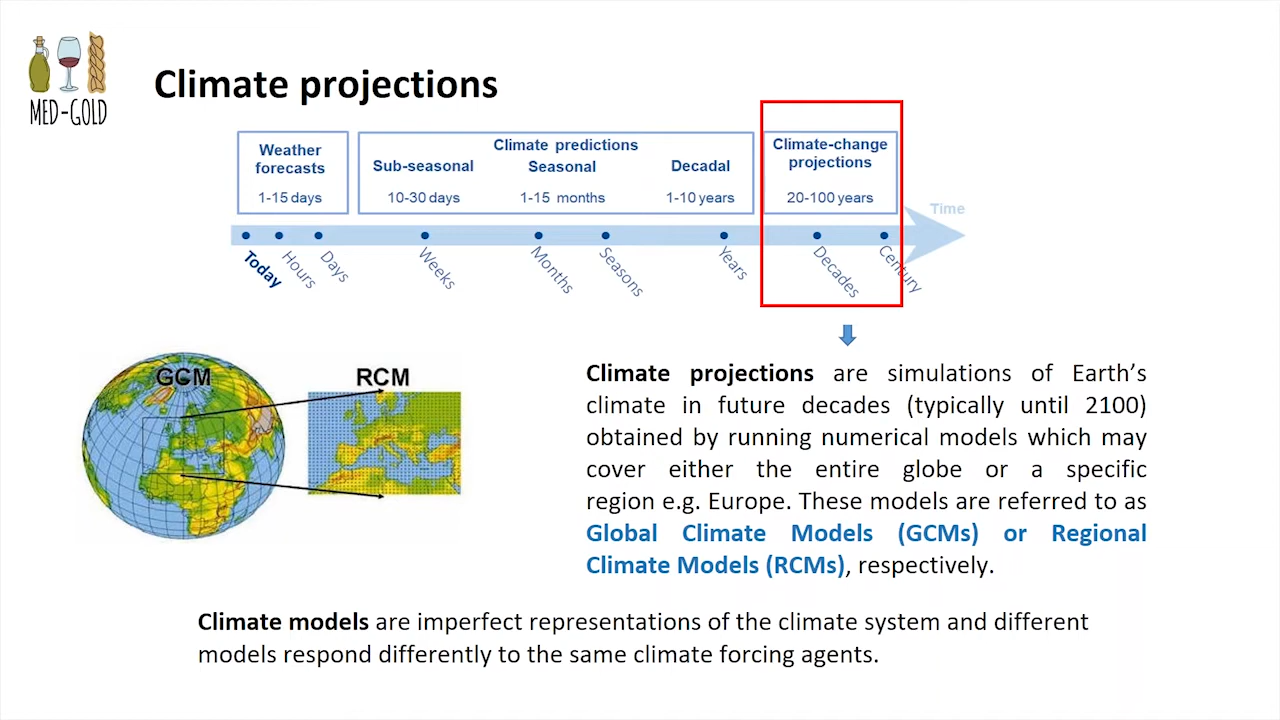 MED-GOLD
Climate projections
Weather
forecasts
1-15 days
Climate predictions
Sub-seasonal
Seasonal
Decadal
10-30 days
1-15 months
1-10 years
Climate-change
projections
20-100 years
Time
Today
Hours
Days
Weeks
Months
Seasons
Years
Decades
Century
GCM
RCM
Climate projections are simulations of Earth’s
climate in future decades (typically until 2100)
obtained by running numerical models which may
cover either the entire globe or a specific
region e.g. Europe. These models are referred to as
Global Climate Models (GCMs) or Regional
Climate Models (RCMs), respectively.
Climate models are imperfect representations of the climate system and different
models respond differently to the same climate forcing agents.